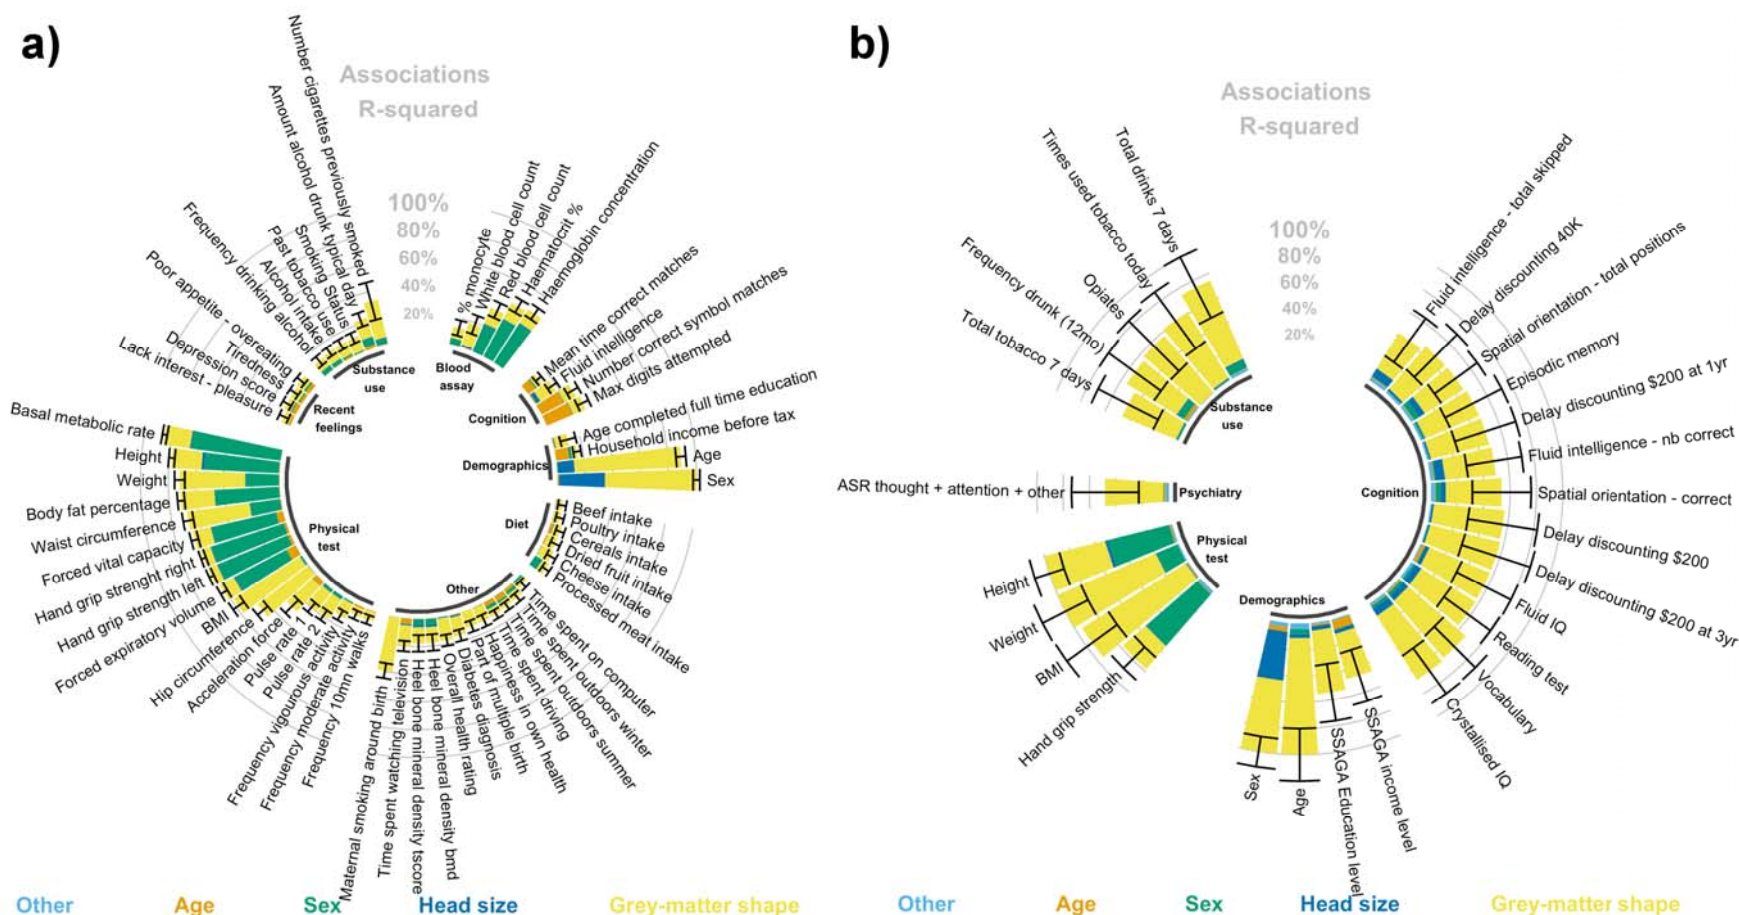 a)
Associations
R-squared
100%
80%
60%
40%
20%
Number cigarettes previously smoked
Amount alcohol drunk typical day
Smoking Status
Past tobacco use
Alcohol intake
Frequency drinking alcohol
Substance
use
Poor appetite - overeating
Tiredness
Depression score
Lack interest - pleasure
Recent
feelings
% monocyte
White blood cell count
Red blood cell count
Haematocrit %
Haemoglobin concentration
Blood
assay
Mean time correct matches
Fluid intelligence
Number correct symbol matches
Max digits attempted
Cognition
Age completed full time education
Household income before tax
Age
Sex
Demographics
Beef intake
Poultry intake
Cereals intake
Dried fruit intake
Cheese intake
Processed meat intake
Diet
Time spent on computer
Time spent outdoors winter
Time spent outdoors summer
Time spent driving
Happiness in own health
Part of multiple birth
Diabetes diagnosis
Overall health rating
Heel bone mineral density bmd
Heel bone mineral density tscore
Time spent watching television
Maternal smoking around birth
Other
Basal metabolic rate
Height
Weight
Body fat percentage
Waist circumference
Forced vital capacity
Hand grip strenght right
Hand grip strength left
Forced expiratory volume
BMI
Hip circumference
Acceleration force
Pulse rate 1
Pulse rate 2
Frequency vigourous activity
Frequency moderate activity
Frequency 10mn walks
Physical
test
Other
Age
Sex
Head size
Grey-matter shape
b)
Associations
R-squared
100%
80%
60%
40%
20%
Total drinks 7 days
Times used tobacco today
Opiates
Frequency drunk (12mo)
Total tobacco 7 days
Substance
use
ASR thought + attention + other
Psychiatry
Height
Weight
BMI
Hand grip strength
Physical
test
Sex
Age
SSAGA Education level
SSAGA income level
Demographics
Fluid intelligence - total skipped
Delay discounting 40K
Spatial orientation - total positions
Episodic memory
Delay discounting $200 at 1yr
Fluid intelligence - nb correct
Spatial orientation - correct
Delay discounting $200
Delay discounting $200 at 3yr
Fluid IQ
Reading test
Vocabulary
Crystallised IQ
Cognition
Other
Age
Sex
Head size
Grey-matter shape